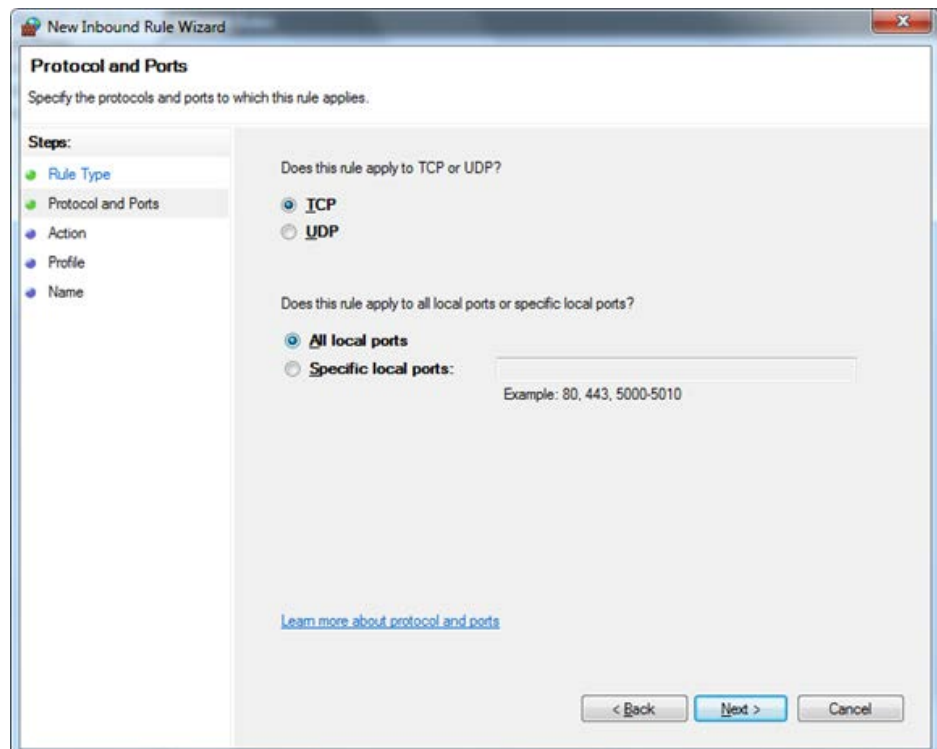 New Inbound Rule Wizard
Protocol and Ports
Specify the protocols and ports to which this rule applies.
Steps:
Rule Type
Protocol and Ports
Action
Profile
Name
Does this rule apply to TCP or UDP?
TCP
UDP
Does this rule apply to all local ports or specific local ports?
All local ports
Specific local ports:
Example: 80, 443, 5000-5010
Learn more about protocol and ports
< Back Next > Cancel